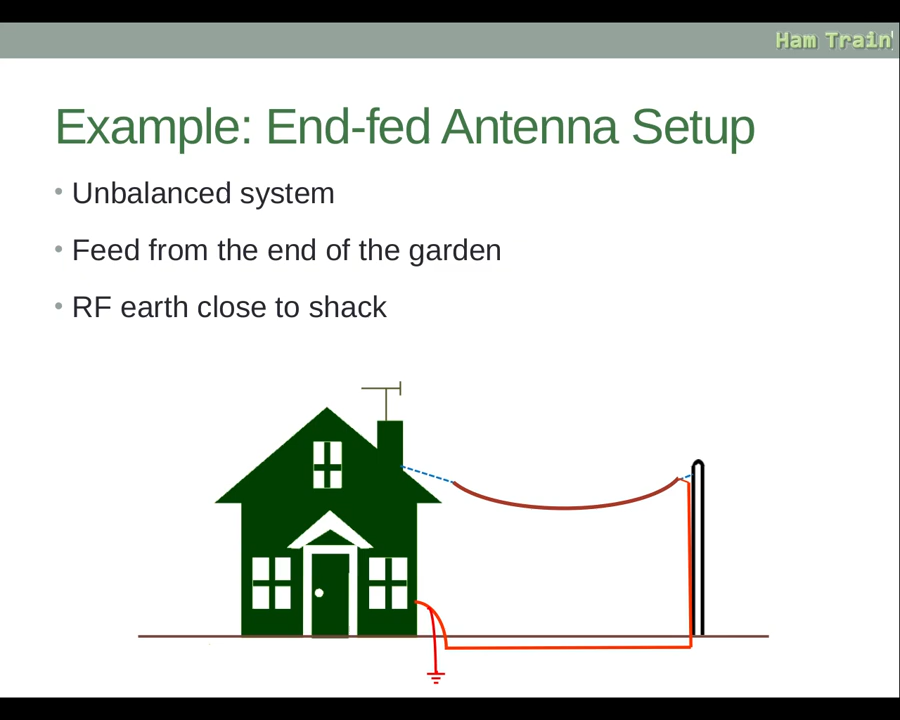 Ham Train
Example: End-fed Antenna Setup
• Unbalanced system
• Feed from the end of the garden
• RF earth close to shack